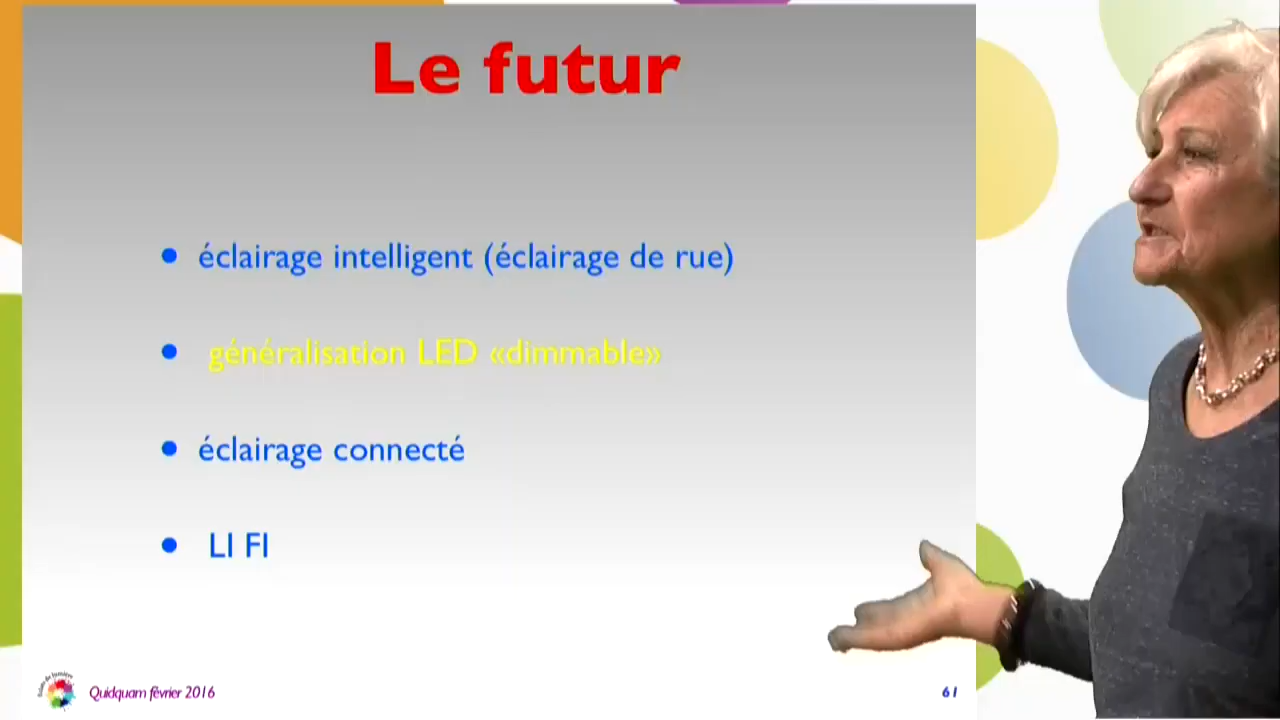 Le futur
• éclairage intelligent (éclairage de rue)
• généralisation LED «dimmable»
• éclairage connecté
• LI FI
Quidquam février 2016
61